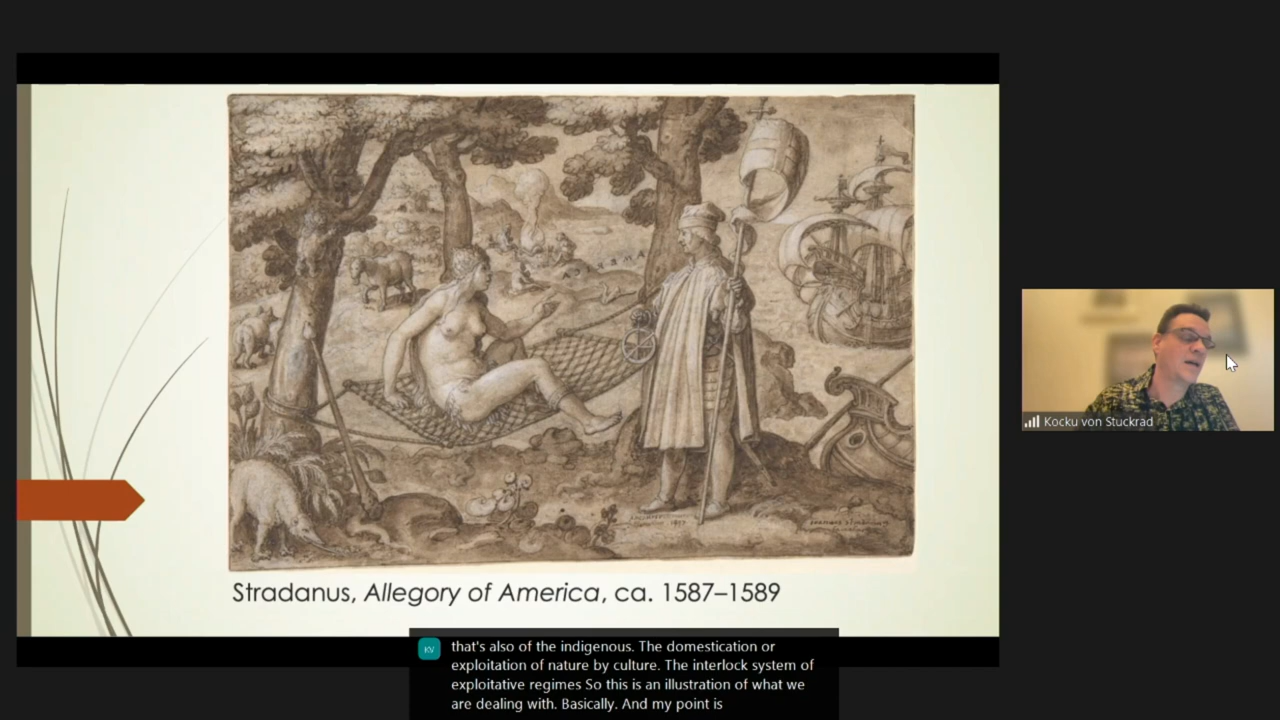 Stradanus, Allegory of America, ca. 1587–1589
Kocku von Stuckrad
KV
that's also of the indigenous. The domestication or
exploitation of nature by culture. The interlock system of
exploitative regimes So this is an illustration of what we
are dealing with. Basically. And my point is